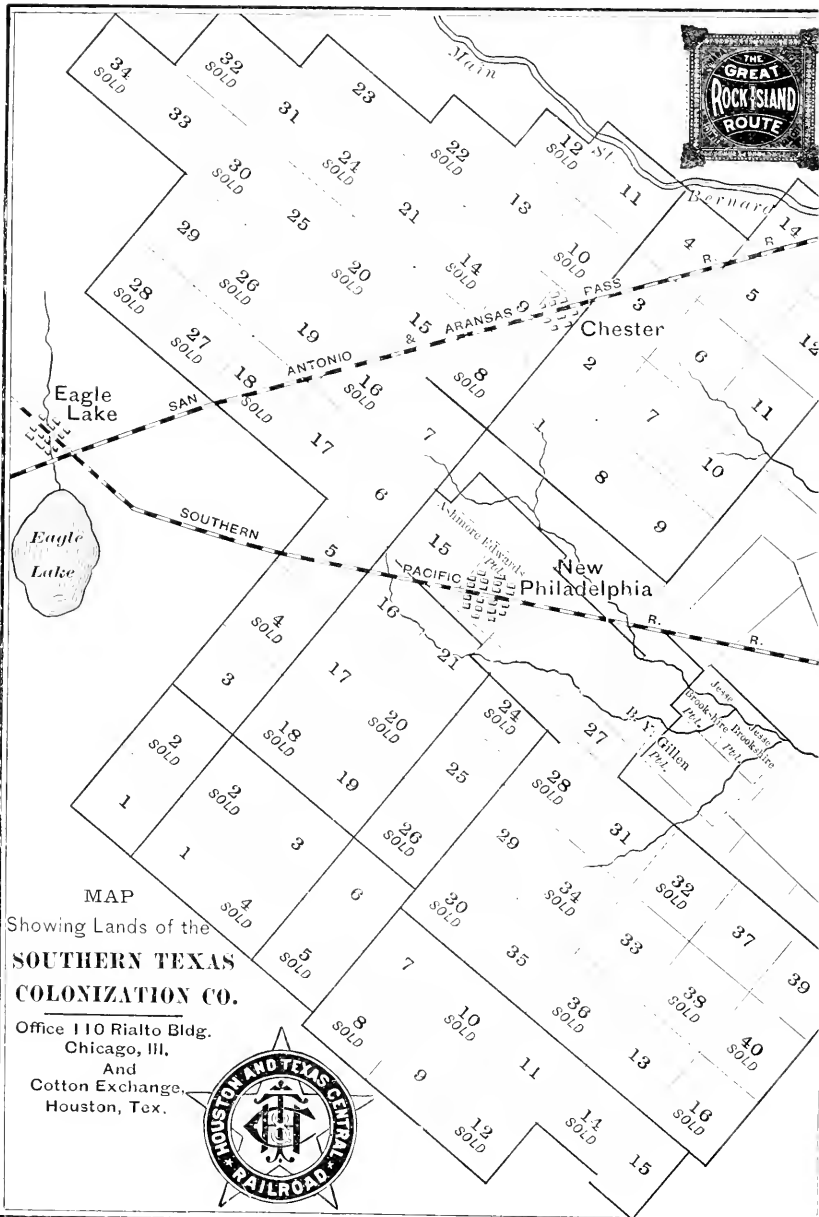 THE
GREAT
ROCK ISLAND
ROUTE
Main
St.
Bernard
34
SOLD
32
SOLD
33
31
23
30
SOLD
24
SOLD
22
SOLD
12
SOLD
29
25
21
13
11
28
SOLD
26
SOLD
20
SOLD
14
SOLD
10
SOLD
4
14
27
SOLD
19
15
9
3
5
18
SOLD
16
SOLD
8
SOLD
2
6
12
17
7
1
7
11
6
8
10
5
9
SAN ANTONIO & ARANSAS PASS R. R.
Chester
Eagle
Lake
Eagle
Lake
SOUTHERN PACIFIC R. R.
Ashmore Edwards
Ptl.
15
New
Philadelphia
4
SOLD
16
3
17
21
2
SOLD
18
SOLD
20
SOLD
24
SOLD
27
B. Y. Gillen
Ptl.
Jesse
Brookshire
Ptl.
Jesse
Brookshire
Ptl.
1
2
SOLD
19
25
28
SOLD
1
3
26
SOLD
29
31
4
SOLD
6
30
SOLD
34
SOLD
32
SOLD
5
SOLD
7
35
33
37
8
SOLD
10
SOLD
36
SOLD
38
SOLD
39
9
11
13
40
SOLD
12
SOLD
14
SOLD
16
SOLD
15
MAP
Showing Lands of the
SOUTHERN TEXAS
COLONIZATION CO.
Office 110 Rialto Bldg.
Chicago, Ill.
And
Cotton Exchange,
Houston, Tex.
HOUSTON AND TEXAS CENTRAL
RAILROAD